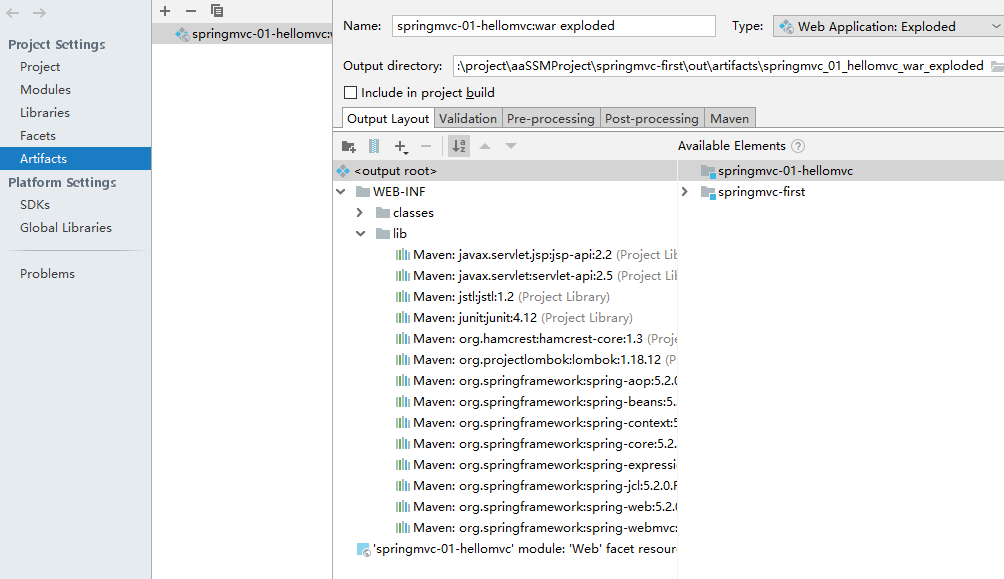 Project Settings
Project
Modules
Libraries
Facets
Artifacts
Platform Settings
SDKs
Global Libraries
Problems
springmvc-01-hellomvc:w
Name: springmvc-01-hellomvc:war exploded Type: Web Application: Exploded
Output directory: :\project\aaSSMProject\springmvc-first\out\artifacts\springmvc_01_hellomvc_war_exploded
Include in project build
Output Layout Validation Pre-processing Post-processing Maven
Available Elements ?
<output root>
WEB-INF
classes
lib
Maven: javax.servlet.jsp:jsp-api:2.2 (Project Lib
Maven: javax.servlet:servlet-api:2.5 (Project Lib
Maven: jstl:jstl:1.2 (Project Library)
Maven: junit:junit:4.12 (Project Library)
Maven: org.hamcrest:hamcrest-core:1.3 (Proje
Maven: org.projectlombok:lombok:1.18.12 (P
Maven: org.springframework:spring-aop:5.2.0
Maven: org.springframework:spring-beans:5.
Maven: org.springframework:spring-context:5
Maven: org.springframework:spring-core:5.2.
Maven: org.springframework:spring-expressi
Maven: org.springframework:spring-jcl:5.2.0.F
Maven: org.springframework:spring-web:5.2.0
Maven: org.springframework:spring-webmvc:
'springmvc-01-hellomvc' module: 'Web' facet resour
springmvc-01-hellomvc
springmvc-first